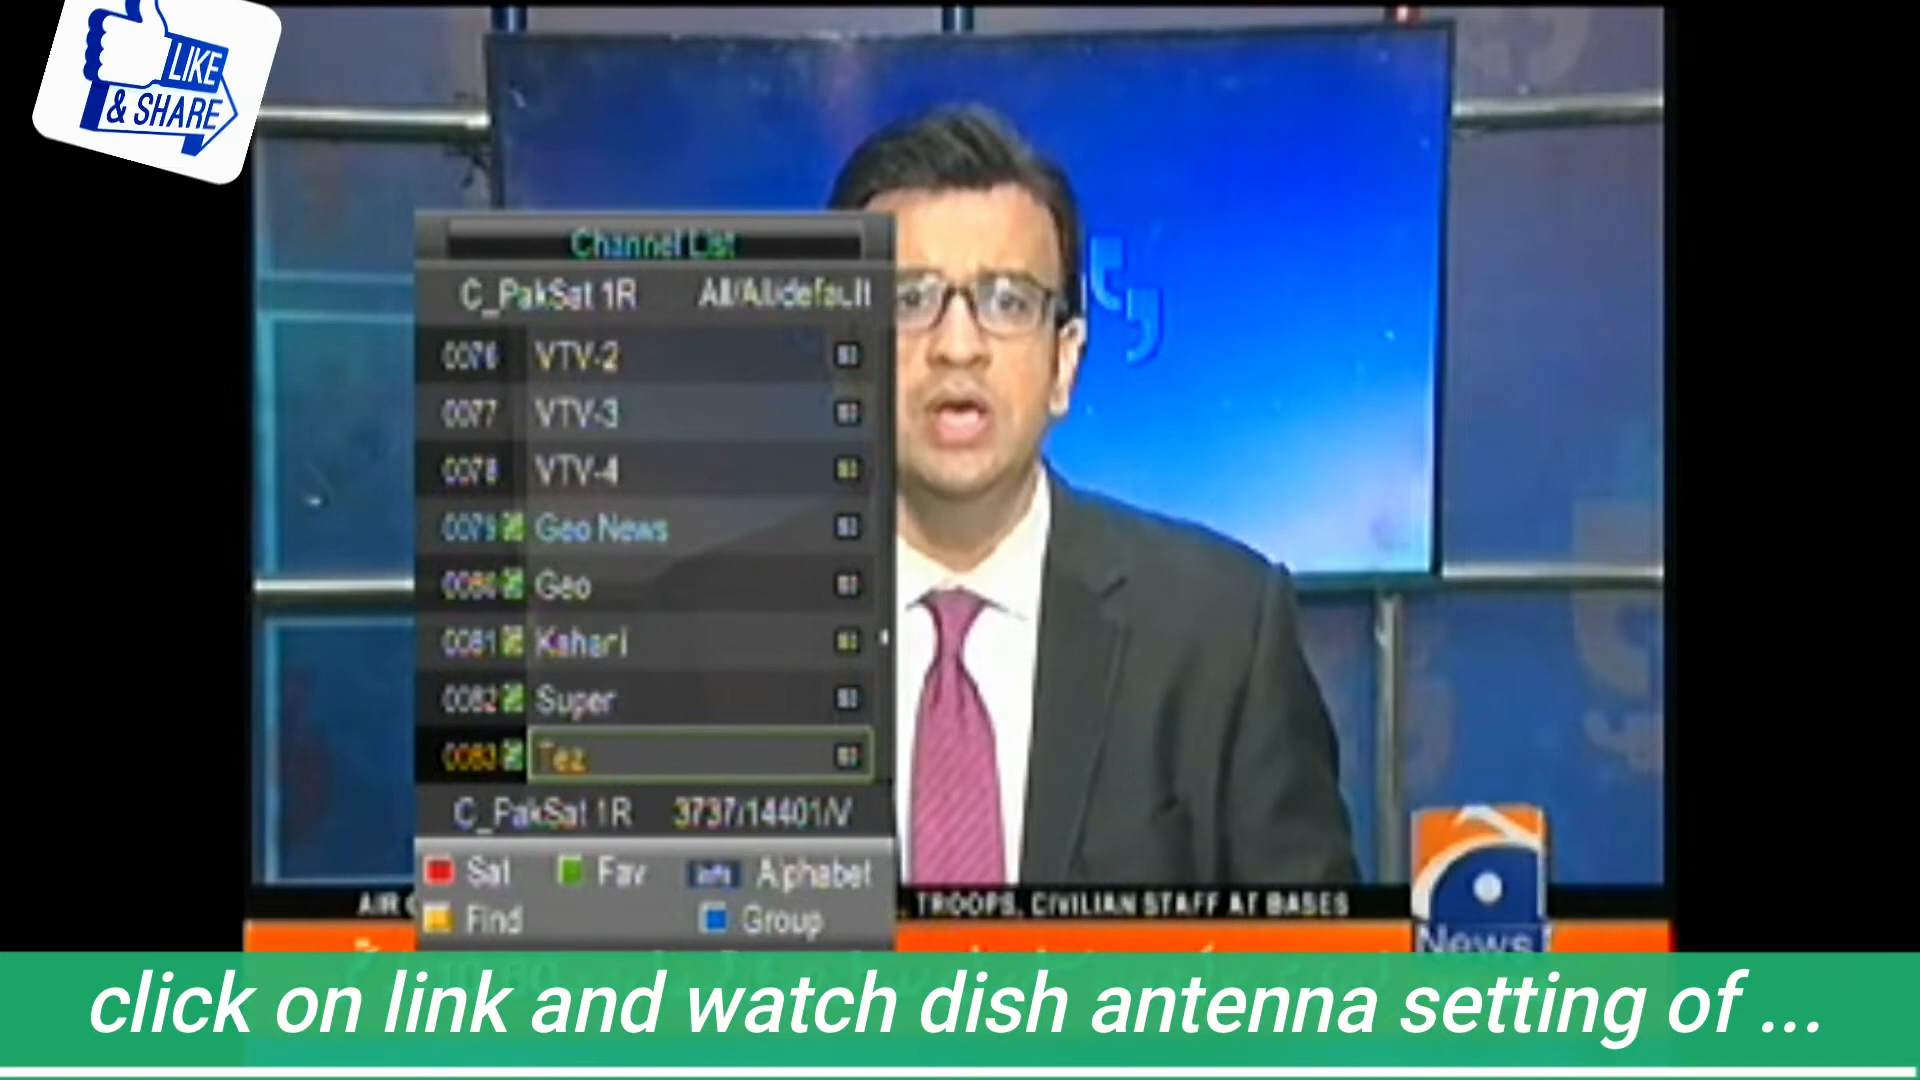 LIKE
& SHARE
Channel List
C_PakSat 1R All/All/default
0076 VTV-2
0077 VTV-3
0078 VTV-4
0079 Geo News
0080 Geo
0081 Kahani
0082 Super
0083 Tez
C_PakSat 1R 3737/14401/V
Sat Fav Info Alphabet
Find Group
AIR
, TROOPS, CIVILIAN STAFF AT BASES
News
click on link and watch dish antenna setting of ...